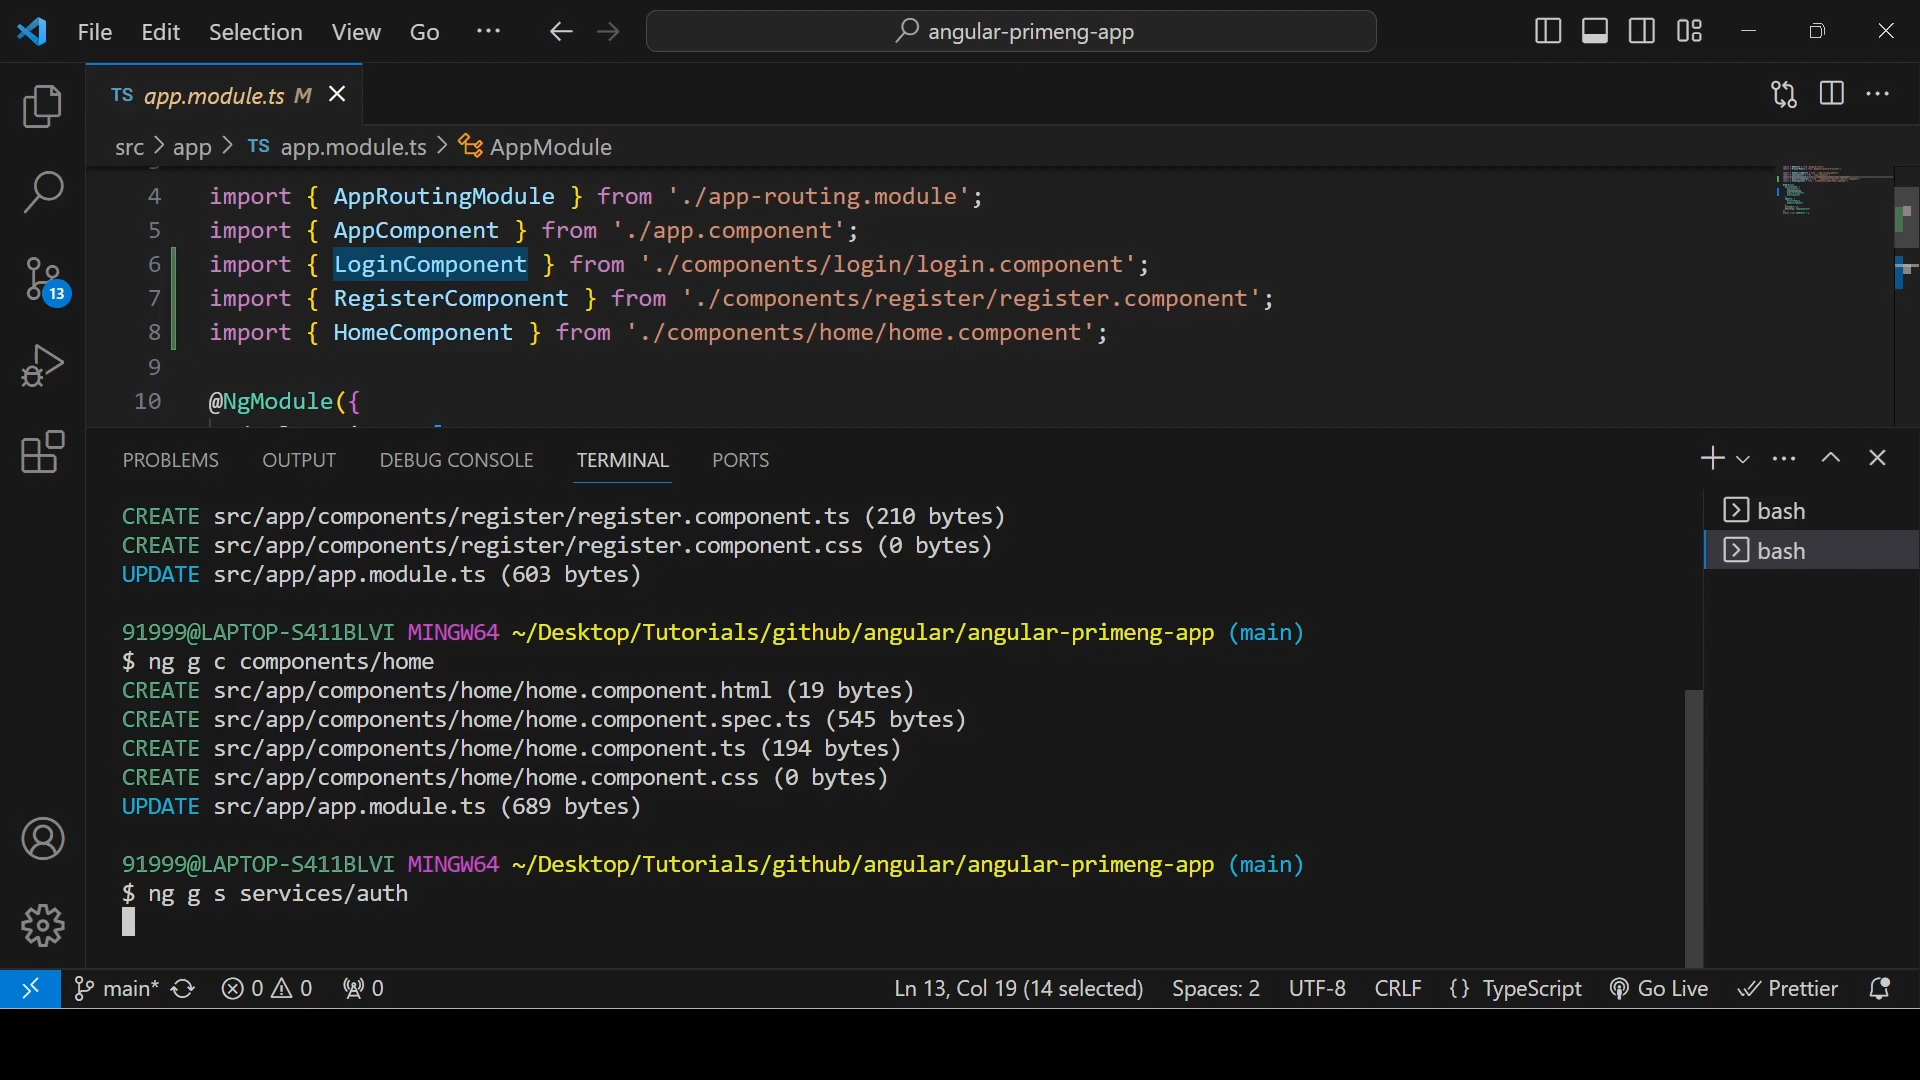 File Edit Selection View Go ··· angular-primeng-app
TS app.module.ts M
src > app > TS app.module.ts > AppModule
4 import { AppRoutingModule } from './app-routing.module';
5 import { AppComponent } from './app.component';
6 import { LoginComponent } from './components/login/login.component';
7 import { RegisterComponent } from './components/register/register.component';
8 import { HomeComponent } from './components/home/home.component';
9
10 @NgModule({
13
PROBLEMS OUTPUT DEBUG CONSOLE TERMINAL PORTS
CREATE src/app/components/register/register.component.ts (210 bytes)
CREATE src/app/components/register/register.component.css (0 bytes)
UPDATE src/app/app.module.ts (603 bytes)
91999@LAPTOP-S411BLVI MINGW64 ~/Desktop/Tutorials/github/angular/angular-primeng-app (main)
$ ng g c components/home
CREATE src/app/components/home/home.component.html (19 bytes)
CREATE src/app/components/home/home.component.spec.ts (545 bytes)
CREATE src/app/components/home/home.component.ts (194 bytes)
CREATE src/app/components/home/home.component.css (0 bytes)
UPDATE src/app/app.module.ts (689 bytes)
91999@LAPTOP-S411BLVI MINGW64 ~/Desktop/Tutorials/github/angular/angular-primeng-app (main)
$ ng g s services/auth
bash
bash
main* 0 0 0 Ln 13, Col 19 (14 selected) Spaces: 2 UTF-8 CRLF {} TypeScript Go Live Prettier